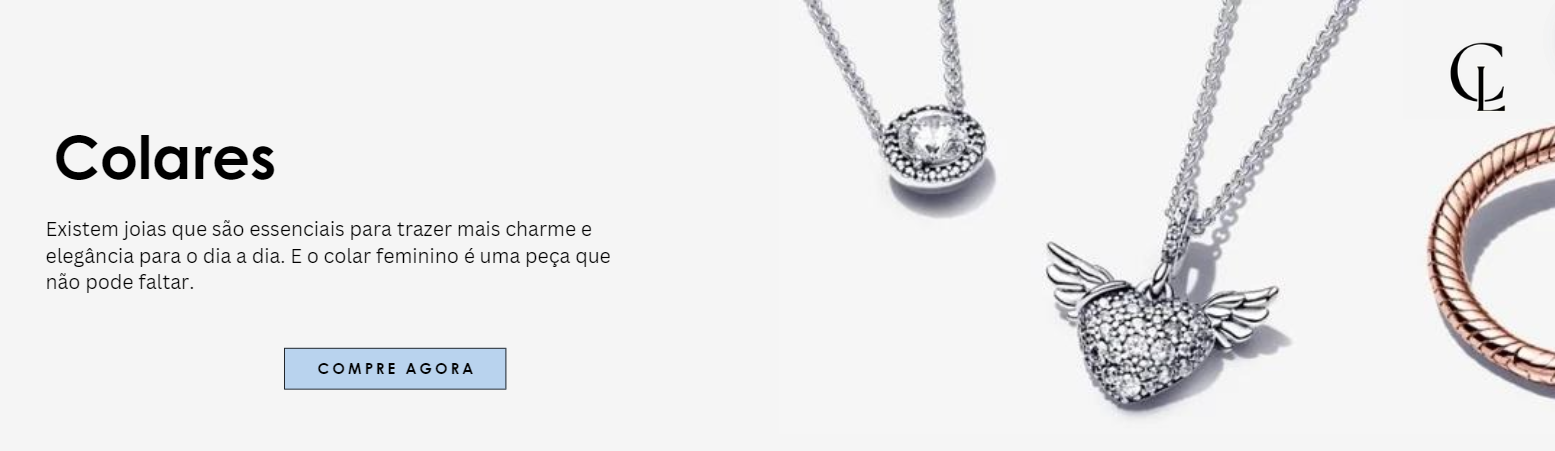 CL
Colares
Existem joias que são essenciais para trazer mais charme e
elegância para o dia a dia. E o colar feminino é uma peça que
não pode faltar.
COMPRE AGORA